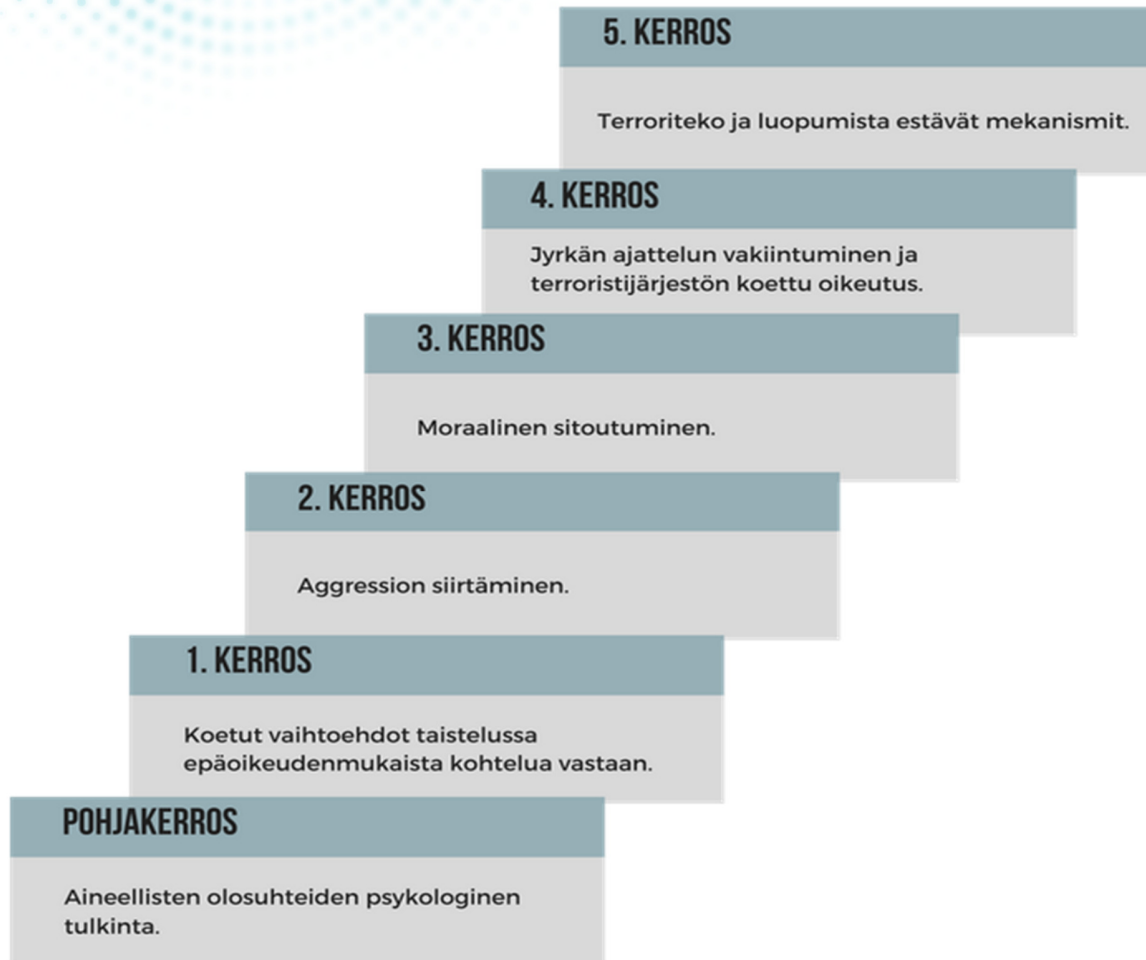 5. KERROS
Terroriteko ja luopumista estävät mekanismit.
4. KERROS
Jyrkän ajattelun vakiintuminen ja
terroristijärjestön koettu oikeutus.
3. KERROS
Moraalinen sitoutuminen.
2. KERROS
Aggression siirtäminen.
1. KERROS
Koetut vaihtoehdot taistelussa
epäoikeudenmukaista kohtelua vastaan.
POHJAKERROS
Aineellisten olosuhteiden psykologinen
tulkinta.